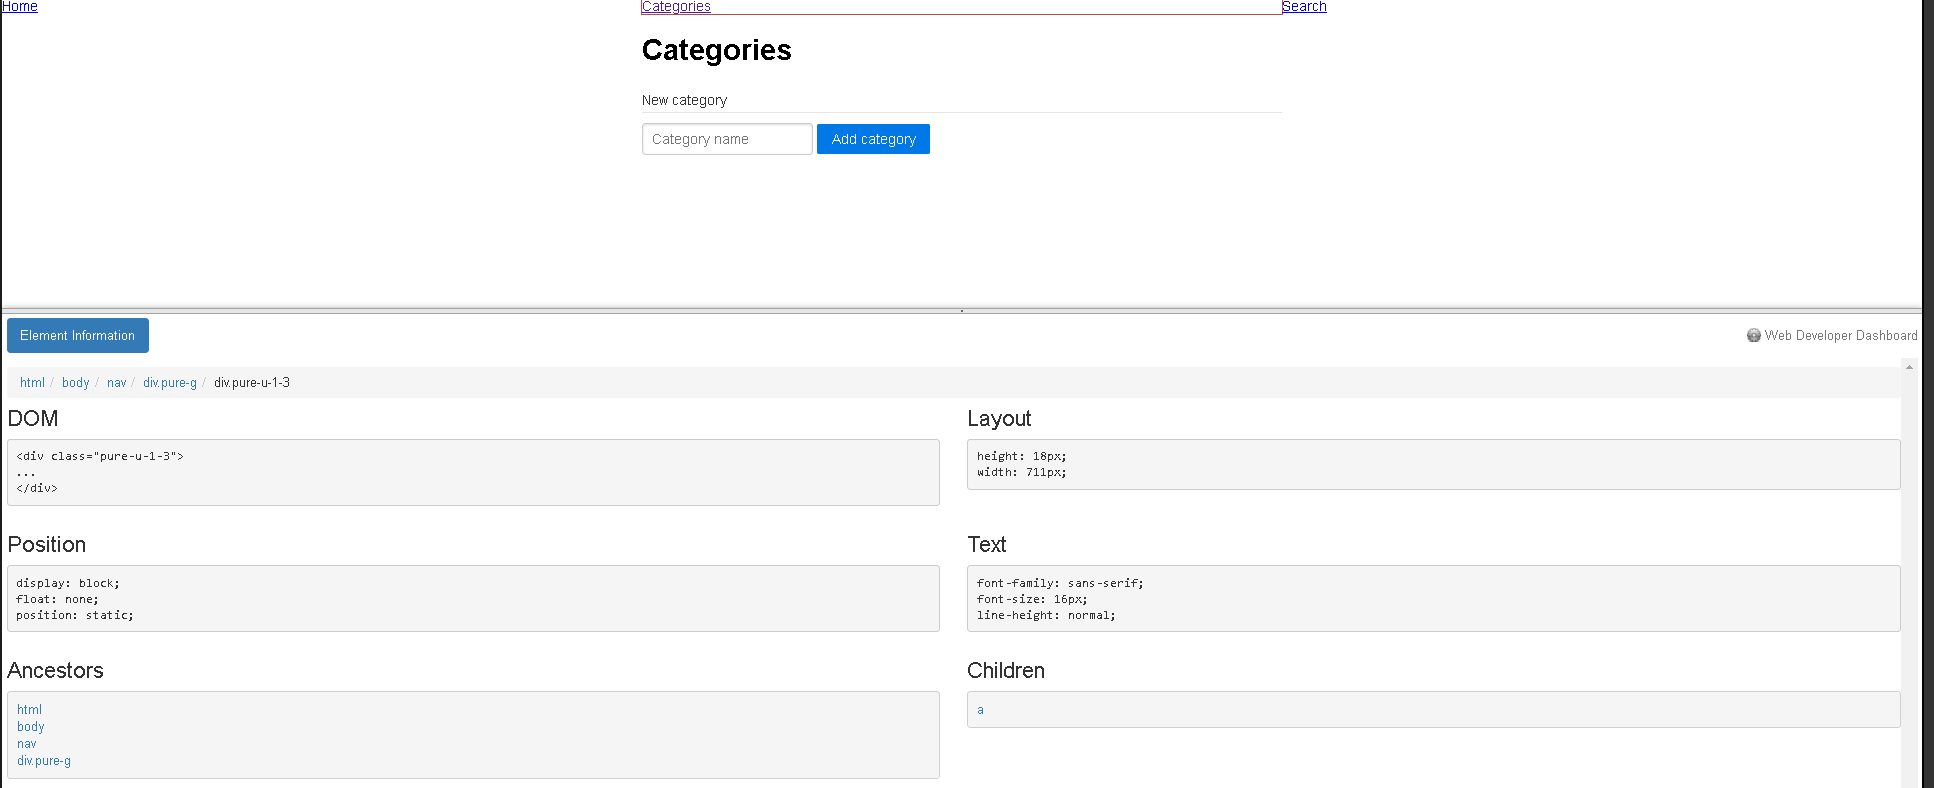 Home Categories Search
Categories
New category
Category name Add category
Element Information Web Developer Dashboard
html / body / nav / div.pure-g / div.pure-u-1-3
DOM
<div class="pure-u-1-3">
...
</div>
Layout
height: 18px;
width: 711px;
Position
display: block;
float: none;
position: static;
Text
font-family: sans-serif;
font-size: 16px;
line-height: normal;
Ancestors
html
body
nav
div.pure-g
Children
a